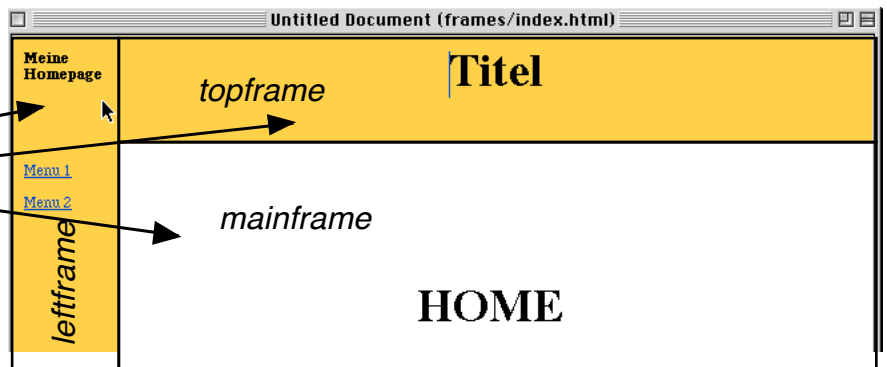 Untitled Document (frames/index.html)
Meine
Homepage
Titel
topframe
Menu 1
Menu 2
mainframe
leftframe
HOME